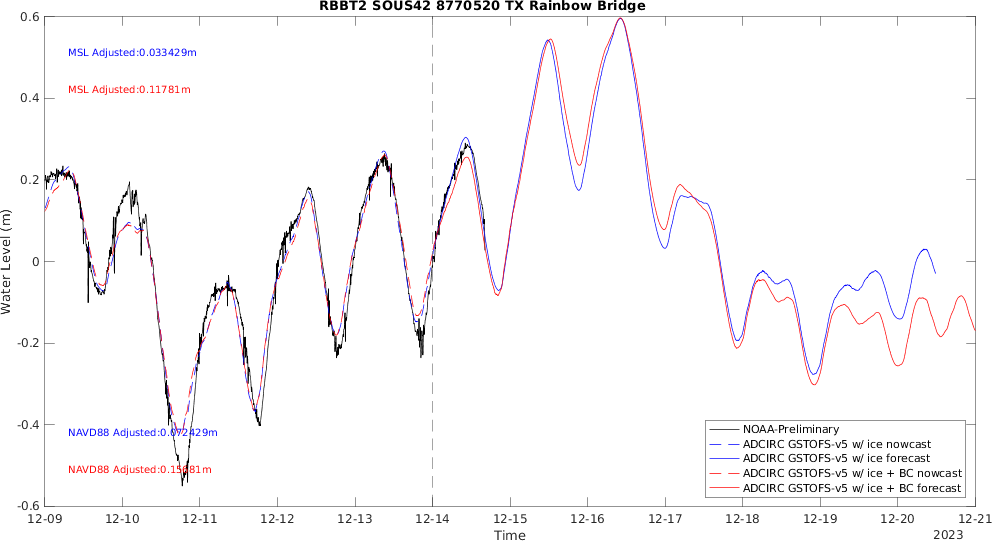 RBBT2 SOUS42 8770520 TX Rainbow Bridge
0.6
MSL Adjusted:0.033429m
MSL Adjusted:0.11781m
0.4
0.2
0
-0.2
-0.4
-0.6
Water Level (m)
NAVD88 Adjusted:0.072429m
NAVD88 Adjusted:0.15681m
NOAA-Preliminary
ADCIRC GSTOFS-v5 w/ ice nowcast
ADCIRC GSTOFS-v5 w/ ice forecast
ADCIRC GSTOFS-v5 w/ ice + BC nowcast
ADCIRC GSTOFS-v5 w/ ice + BC forecast
12-09 12-10 12-11 12-12 12-13 12-14 12-15 12-16 12-17 12-18 12-19 12-20 12-21
Time
2023